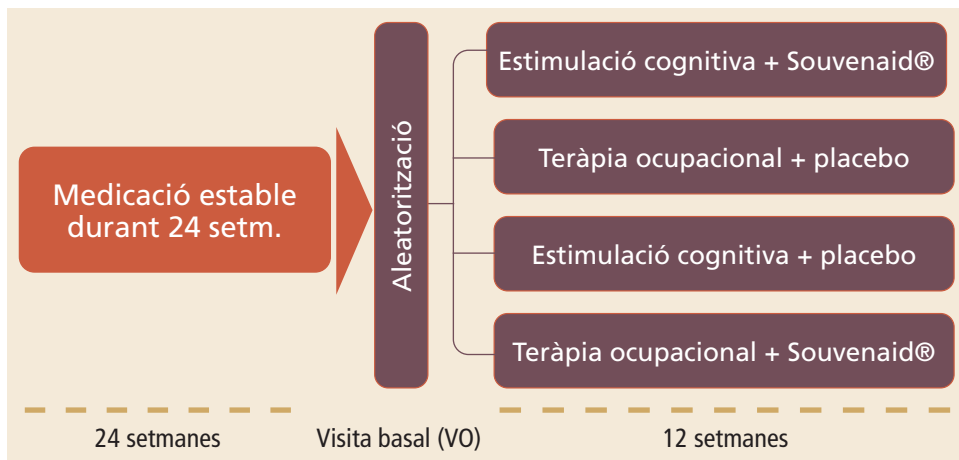 Medicació estable
durant 24 setm.
Aleatorització
Estimulació cognitiva + Souvenaid®
Teràpia ocupacional + placebo
Estimulació cognitiva + placebo
Teràpia ocupacional + Souvenaid®
24 setmanes
Visita basal (VO)
12 setmanes